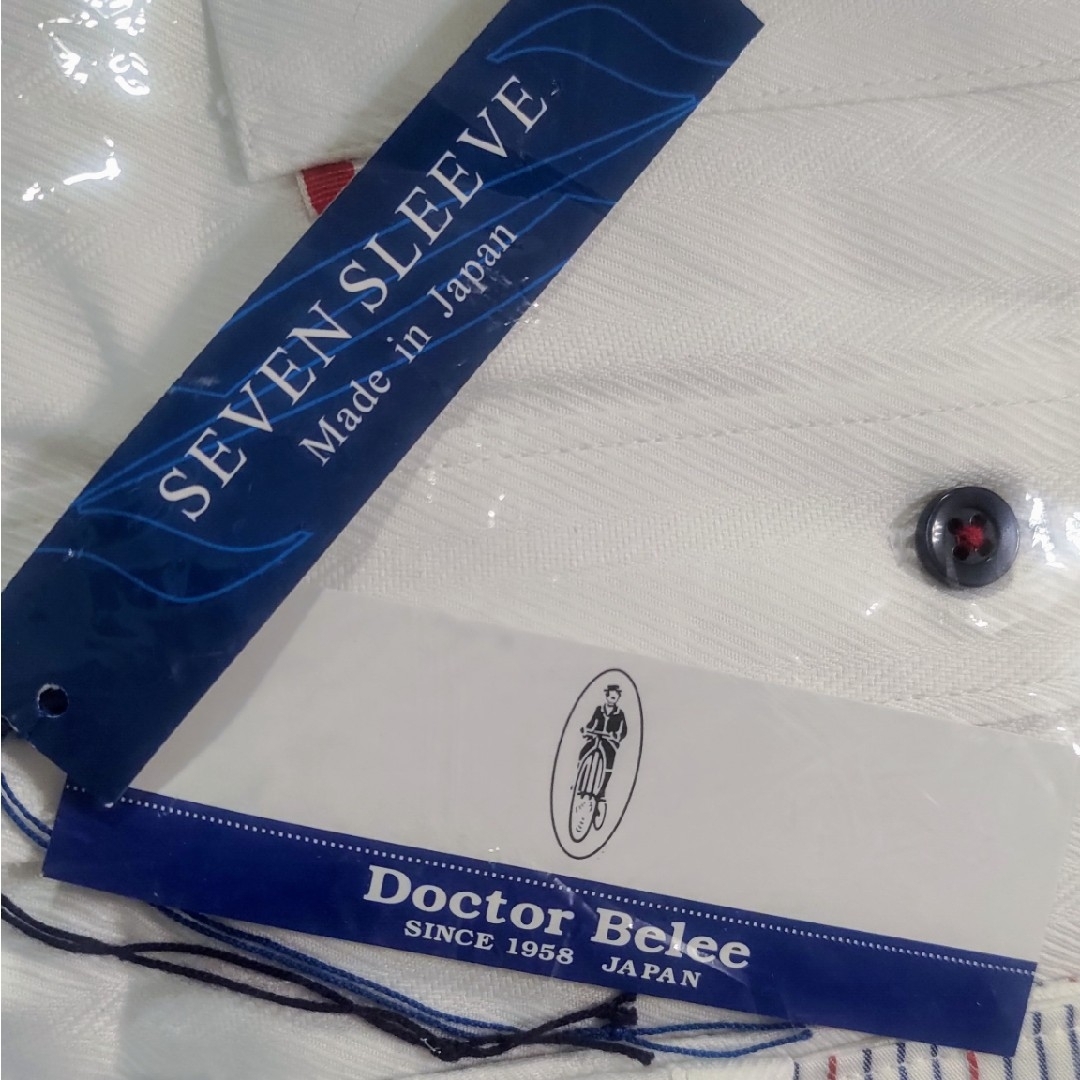 SEVEN SLEEVE
Made in Japan
Doctor Belee
SINCE 1958 JAPAN